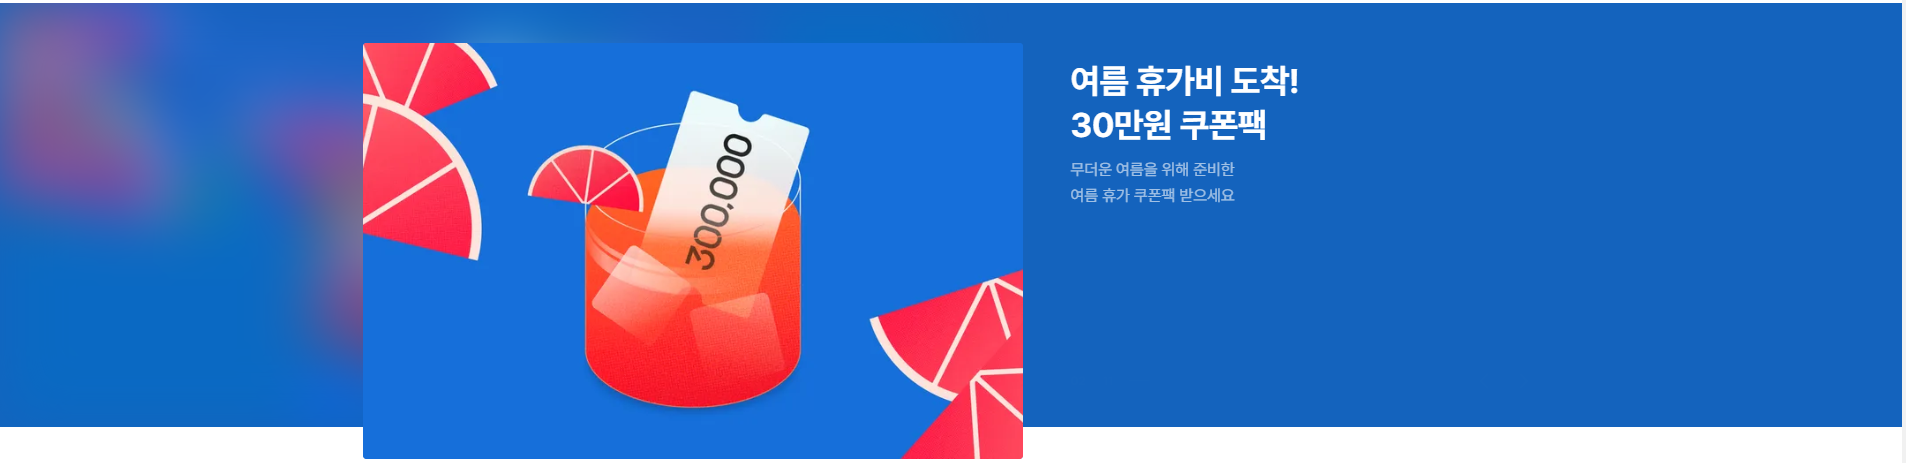 300,000
여름 휴가비 도착!
30만원 쿠폰팩
무더운 여름을 위해 준비한
여름 휴가 쿠폰팩 받으세요